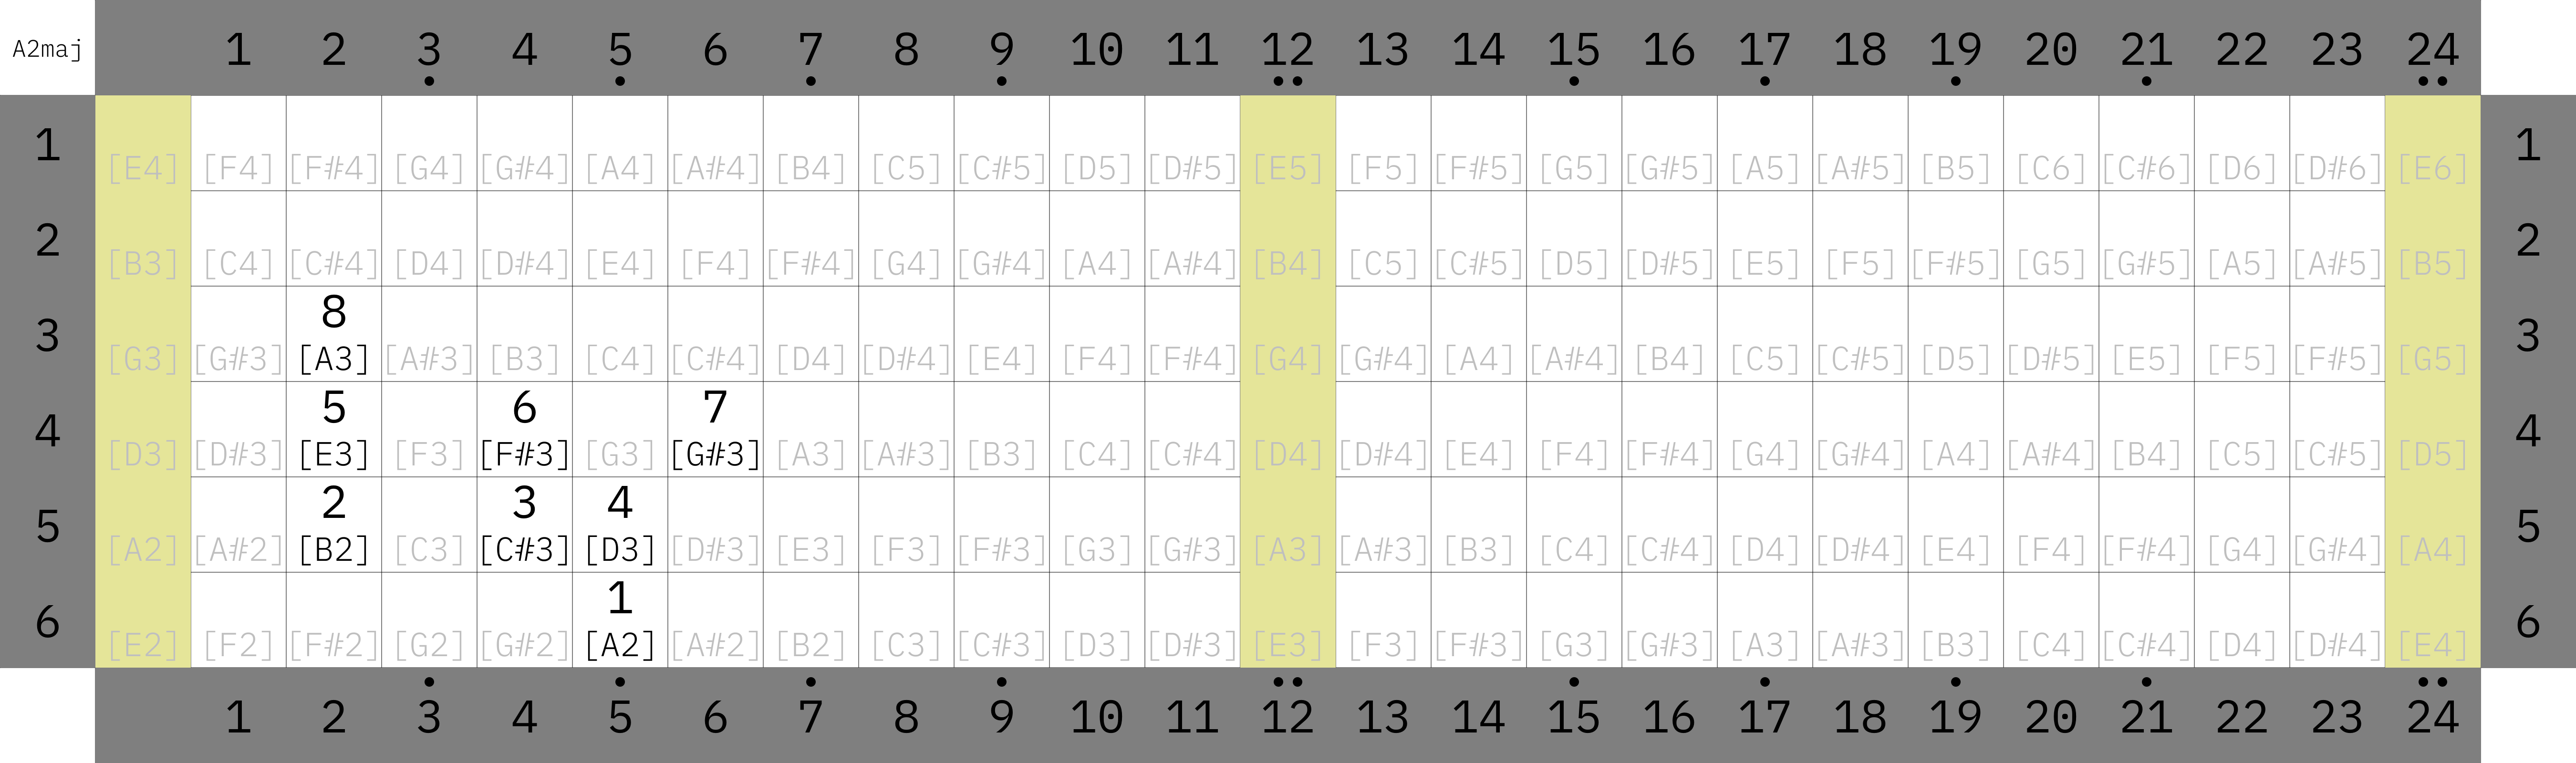 A2maj 1 2 3 4 5 6 7 8 9 10 11 12 13 14 15 16 17 18 19 20 21 22 23 24
1 [E4] [F4] [F#4] [G4] [G#4] [A4] [A#4] [B4] [C5] [C#5] [D5] [D#5] [E5] [F5] [F#5] [G5] [G#5] [A5] [A#5] [B5] [C6] [C#6] [D6] [D#6] [E6] 1
2 [B3] [C4] [C#4] [D4] [D#4] [E4] [F4] [F#4] [G4] [G#4] [A4] [A#4] [B4] [C5] [C#5] [D5] [D#5] [E5] [F5] [F#5] [G5] [G#5] [A5] [A#5] [B5] 2
8
3 [G3] [G#3] [A3] [A#3] [B3] [C4] [C#4] [D4] [D#4] [E4] [F4] [F#4] [G4] [G#4] [A4] [A#4] [B4] [C5] [C#5] [D5] [D#5] [E5] [F5] [F#5] [G5] 3
5 6 7
4 [D3] [D#3] [E3] [F3] [F#3] [G3] [G#3] [A3] [A#3] [B3] [C4] [C#4] [D4] [D#4] [E4] [F4] [F#4] [G4] [G#4] [A4] [A#4] [B4] [C5] [C#5] [D5] 4
2 3 4
5 [A2] [A#2] [B2] [C3] [C#3] [D3] [D#3] [E3] [F3] [F#3] [G3] [G#3] [A3] [A#3] [B3] [C4] [C#4] [D4] [D#4] [E4] [F4] [F#4] [G4] [G#4] [A4] 5
1
6 [E2] [F2] [F#2] [G2] [G#2] [A2] [A#2] [B2] [C3] [C#3] [D3] [D#3] [E3] [F3] [F#3] [G3] [G#3] [A3] [A#3] [B3] [C4] [C#4] [D4] [D#4] [E4] 6
1 2 3 4 5 6 7 8 9 10 11 12 13 14 15 16 17 18 19 20 21 22 23 24